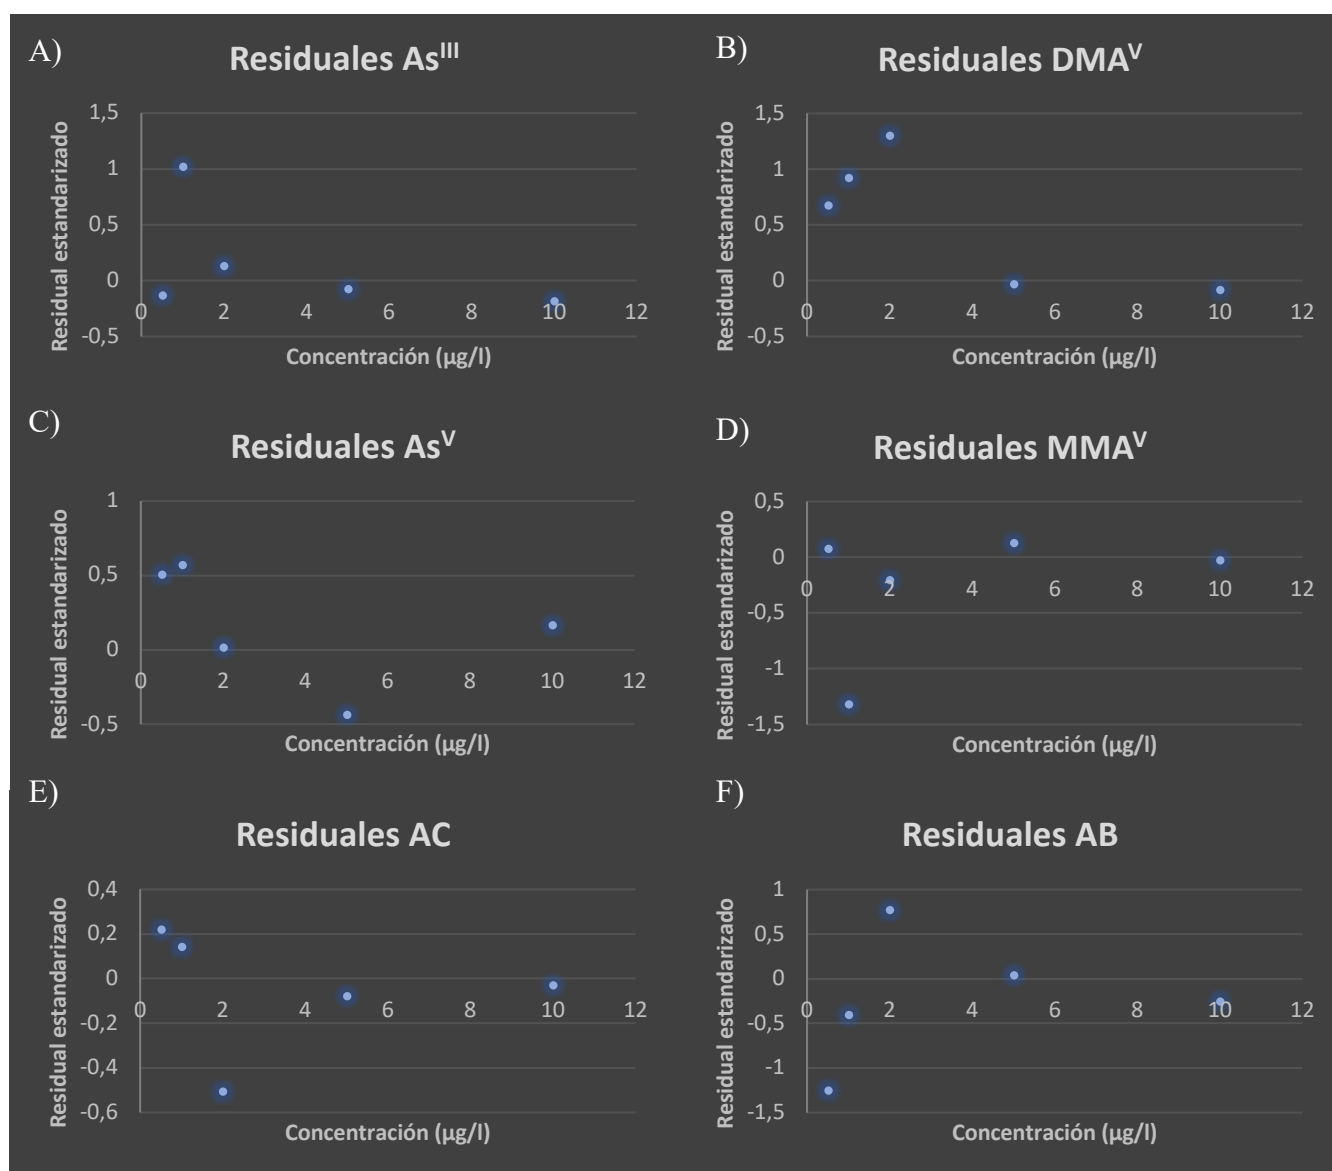 A)
Residuales Asᴵᴵᴵ
Residual estandarizado
1,5
1
0,5
0
-0,5
0 2 4 6 8 10 12
Concentración (µg/l)
B)
Residuales DMAⱽ
Residual estandarizado
1,5
1
0,5
0
-0,5
0 2 4 6 8 10 12
Concentración (µg/l)
C)
Residuales Asⱽ
Residual estandarizado
1
0,5
0
-0,5
0 2 4 6 8 10 12
Concentración (µg/l)
D)
Residuales MMAⱽ
Residual estandarizado
0,5
0
-0,5
-1
-1,5
0 2 4 6 8 10 12
Concentración (µg/l)
E)
Residuales AC
Residual estandarizado
0,4
0,2
0
-0,2
-0,4
-0,6
0 2 4 6 8 10 12
Concentración (µg/l)
F)
Residuales AB
Residual estandarizado
1
0,5
0
-0,5
-1
-1,5
0 2 4 6 8 10 12
Concentración (µg/l)